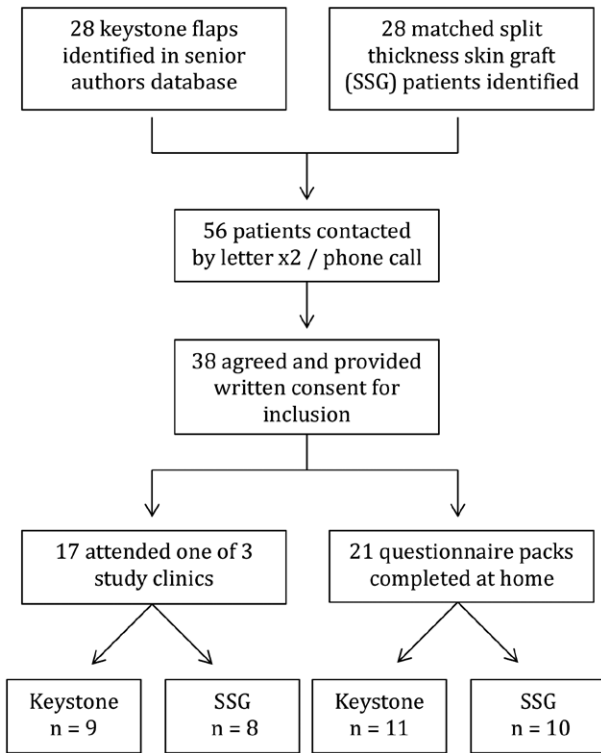 28 keystone flaps
identified in senior
authors database
28 matched split
thickness skin graft
(SSG) patients identified
56 patients contacted
by letter x2 / phone call
38 agreed and provided
written consent for
inclusion
17 attended one of 3
study clinics
21 questionnaire packs
completed at home
Keystone
n = 9
SSG
n = 8
Keystone
n = 11
SSG
n = 10